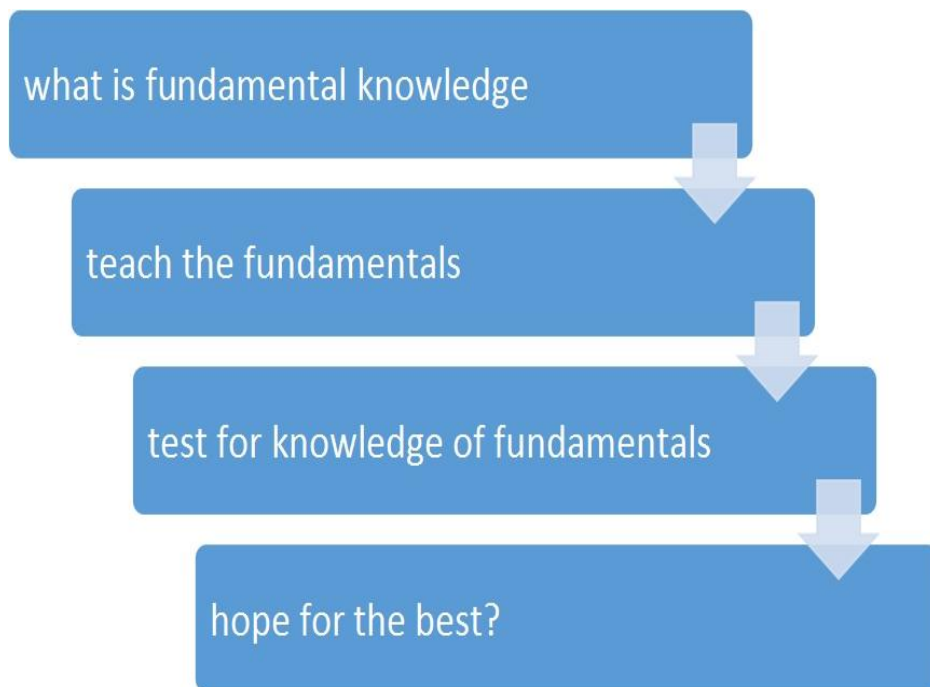 what is fundamental knowledge
teach the fundamentals
test for knowledge of fundamentals
hope for the best?